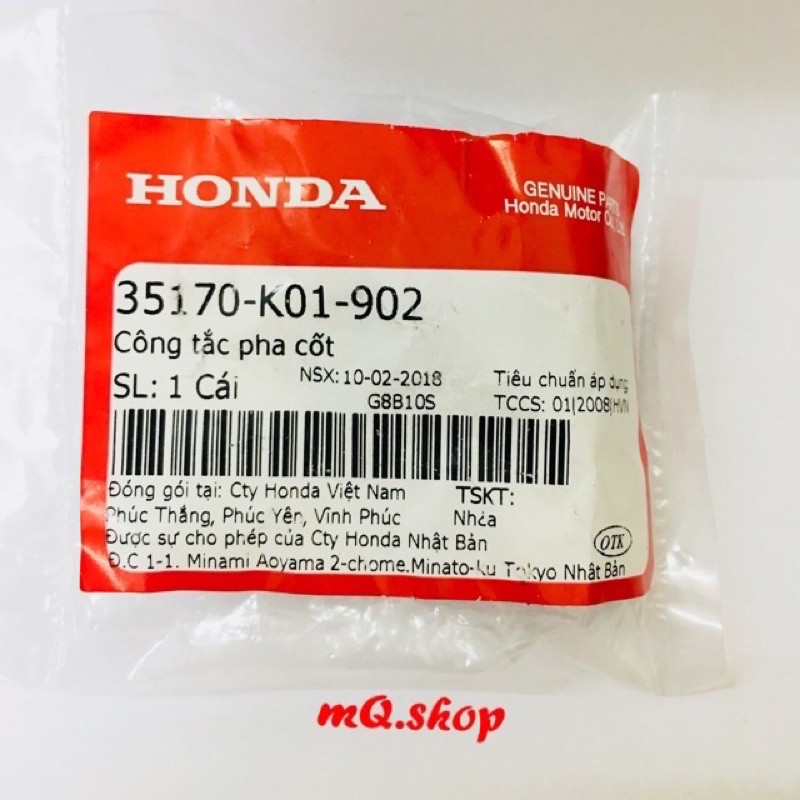 HONDA
GENUINE PARTS
Honda Motor Co., Ltd.
35170-K01-902
Công tắc pha cốt
SL: 1 Cái
NSX: 10-02-2018
G8B10S
Tiêu chuẩn áp dụng
TCCS: 01|2008|HVN
Đóng gói tại: Cty Honda Việt Nam
Phúc Thắng, Phúc Yên, Vĩnh Phúc
TSKT:
Nhựa
Được sự cho phép của Cty Honda Nhật Bản
OTK
Đ.C 1-1. Minami Aoyama 2-chome.Minato-ku Tokyo Nhật Bản
mQ.shop